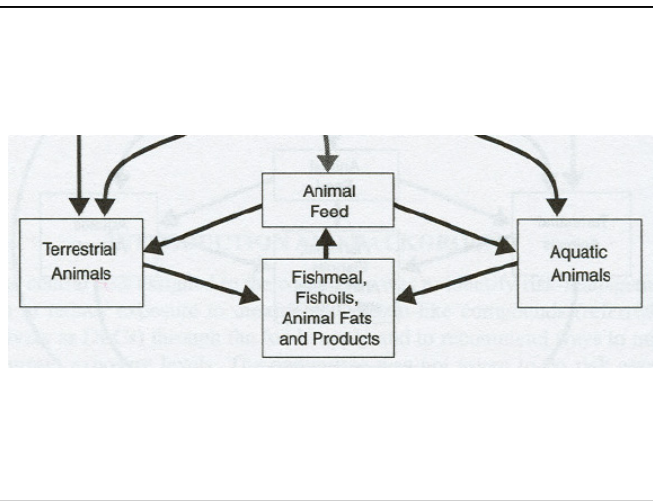 Animal
Feed
Terrestrial
Animals
Aquatic
Animals
Fishmeal,
Fishoils,
Animal Fats
and Products